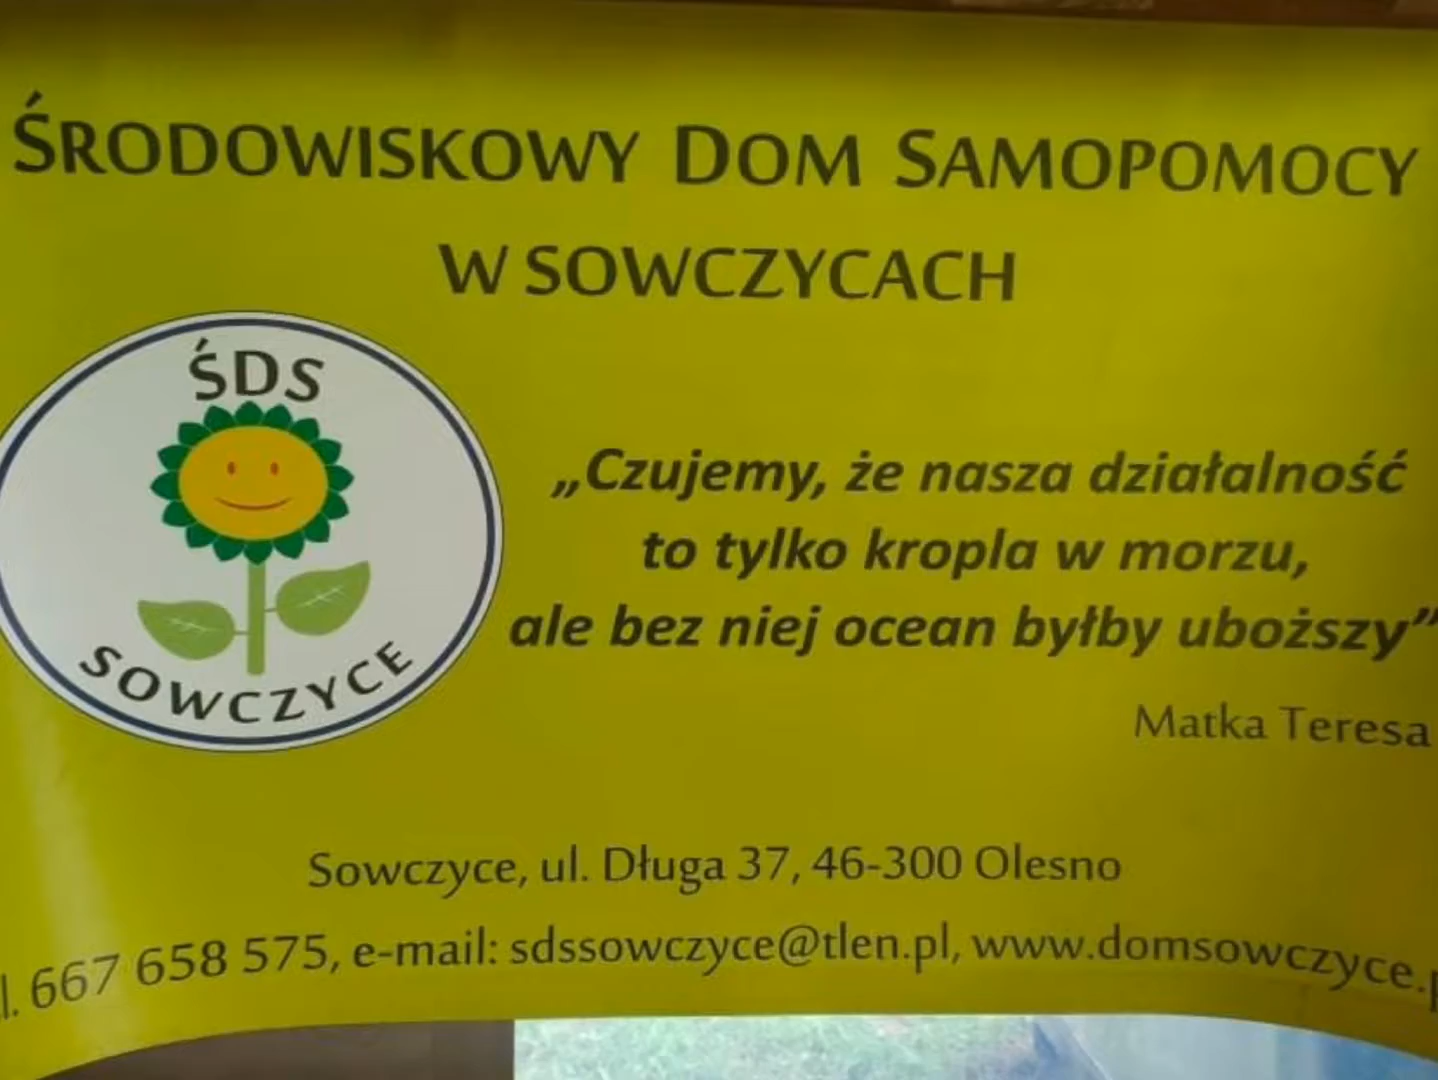 ŚRODOWISKOWY DOM SAMOPOMOCY
W SOWCZYCACH
ŚDS
SOWCZYCE
„Czujemy, że nasza działalność
to tylko kropla w morzu,
ale bez niej ocean byłby uboższy”
Matka Teresa
Sowczyce, ul. Długa 37, 46-300 Olesno
l. 667 658 575, e-mail: sdssowczyce@tlen.pl, www.domsowczyce.p